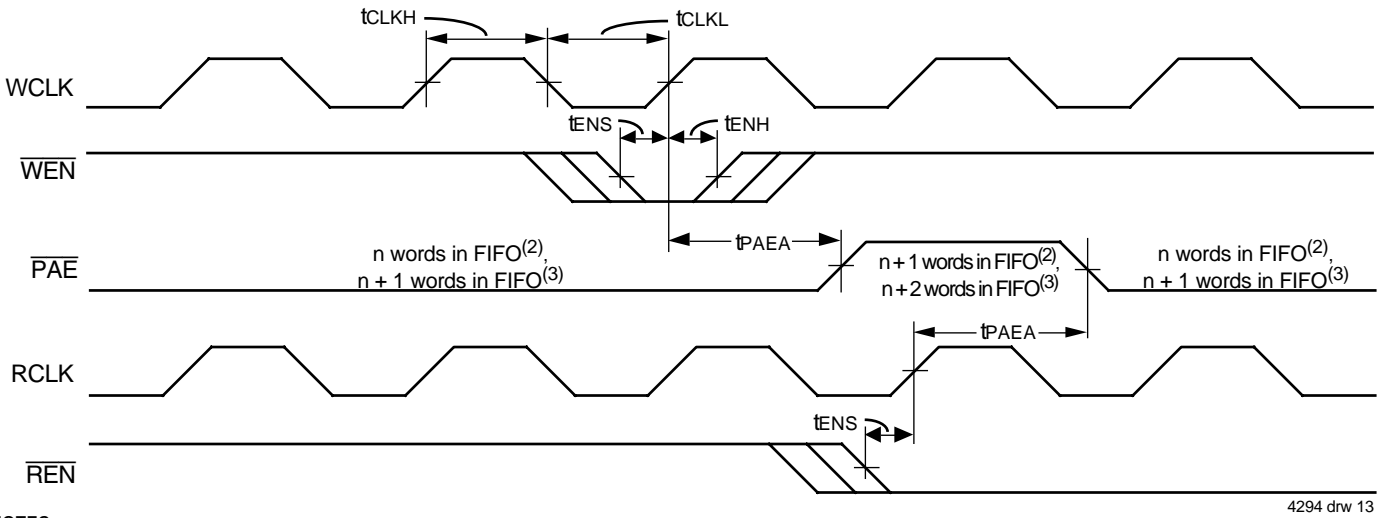 tCLKH
tCLKL
WCLK
tENS
tENH
WEN
tPAEA
PAE
n words in FIFO(2),
n + 1 words in FIFO(3)
n + 1 words in FIFO(2),
n + 2 words in FIFO(3)
n words in FIFO(2),
n + 1 words in FIFO(3)
tPAEA
RCLK
tENS
REN
4294 drw 13